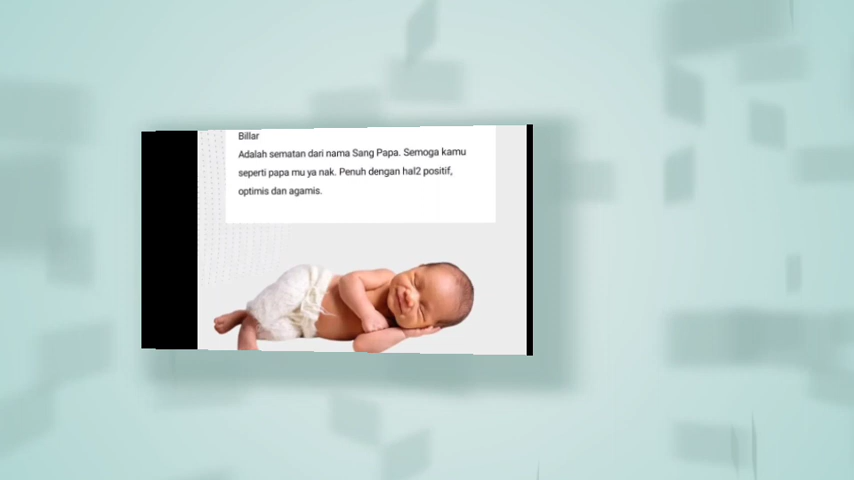 Billar
Adalah sematan dari nama Sang Papa. Semoga kamu
seperti papa mu ya nak. Penuh dengan hal2 positif,
optimis dan agamis.